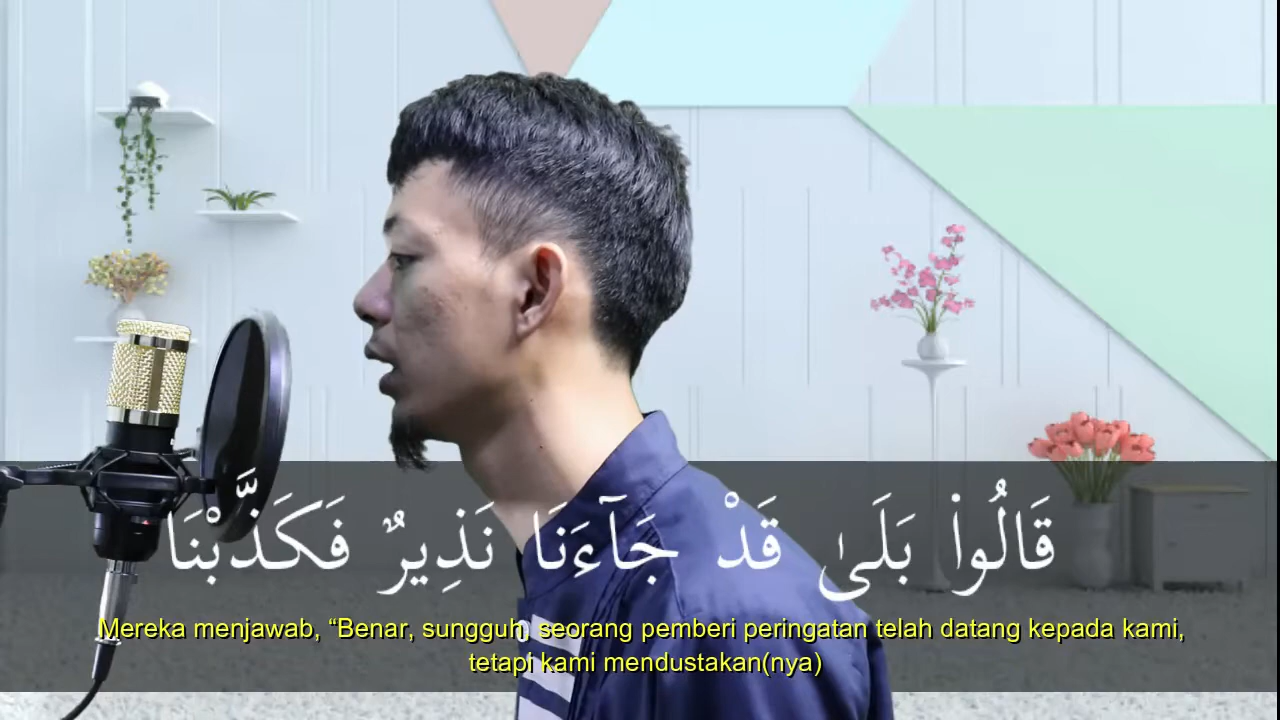 قَالُوا۟ بَلَىٰ قَدْ جَآءَنَا نَذِيرٌ فَكَذَّبْنَا
Mereka menjawab, “Benar, sungguh, seorang pemberi peringatan telah datang kepada kami,
tetapi kami mendustakan(nya)